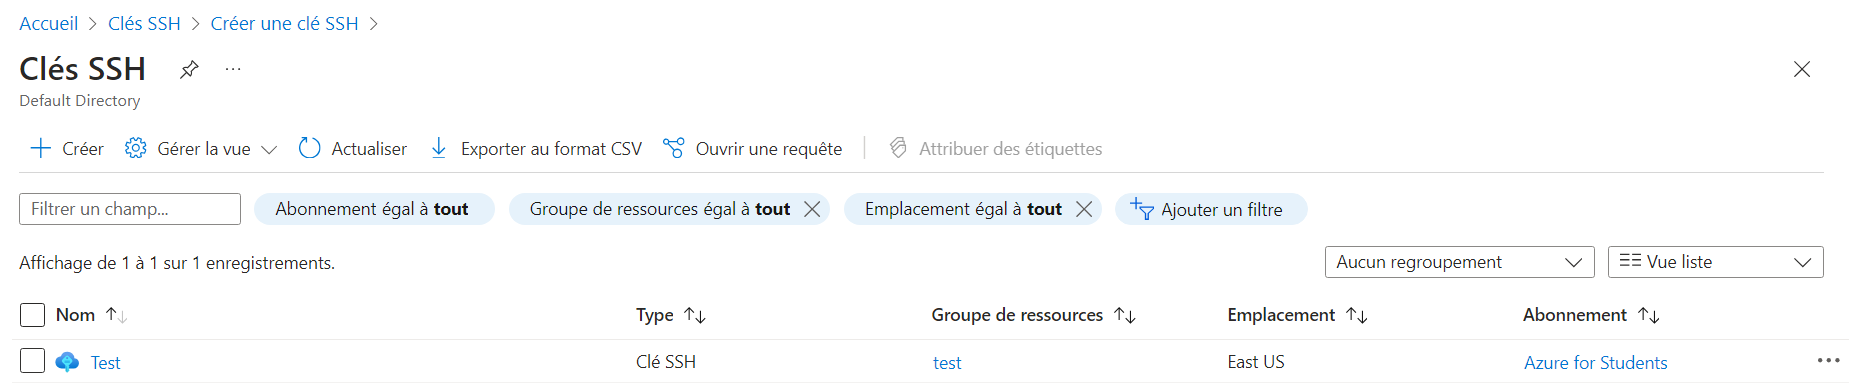 Accueil > Clés SSH > Créer une clé SSH >
Clés SSH ...
Default Directory
Créer Gérer la vue Actualiser Exporter au format CSV Ouvrir une requête Attribuer des étiquettes
Filtrer un champ... Abonnement égal à tout Groupe de ressources égal à tout Emplacement égal à tout Ajouter un filtre
Affichage de 1 à 1 sur 1 enregistrements. Aucun regroupement Vue liste
Nom Type Groupe de ressources Emplacement Abonnement
Test Clé SSH test East US Azure for Students ...